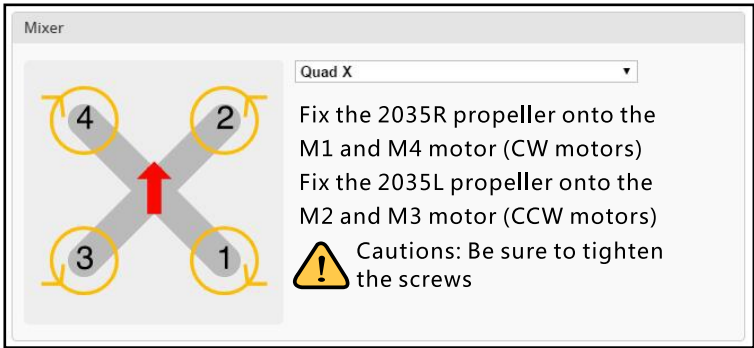 Mixer
Quad X
4
2
3
1
Fix the 2035R propeller onto the
M1 and M4 motor (CW motors)
Fix the 2035L propeller onto the
M2 and M3 motor (CCW motors)
! Cautions: Be sure to tighten
the screws